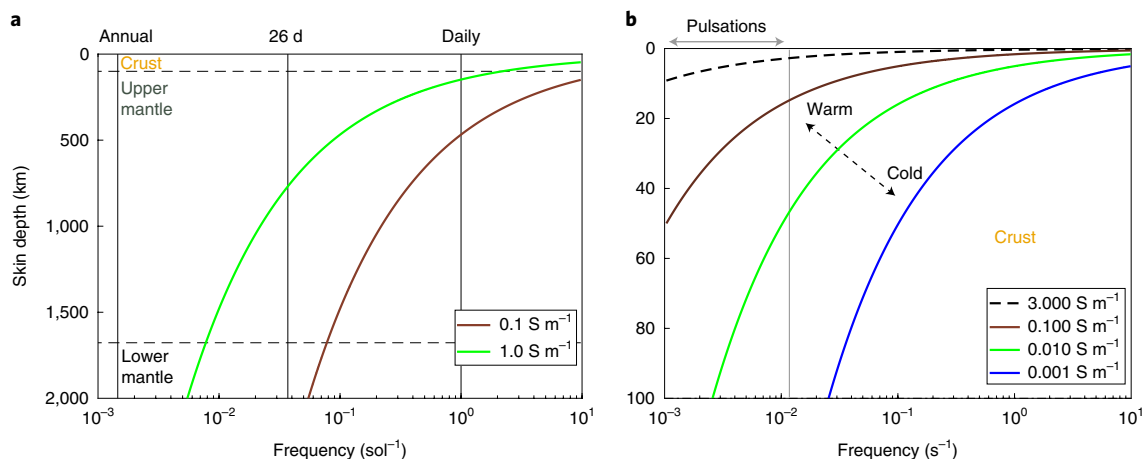 a
Annual
26 d
Daily
Crust
Upper
mantle
Lower
mantle
0
500
1,000
1,500
2,000
Skin depth (km)
0.1 S m⁻¹
1.0 S m⁻¹
10⁻³
10⁻²
10⁻¹
10⁰
10¹
Frequency (sol⁻¹)
b
Pulsations
0
20
40
60
80
100
Warm
Cold
Crust
3.000 S m⁻¹
0.100 S m⁻¹
0.010 S m⁻¹
0.001 S m⁻¹
10⁻³
10⁻²
10⁻¹
10⁰
10¹
Frequency (s⁻¹)